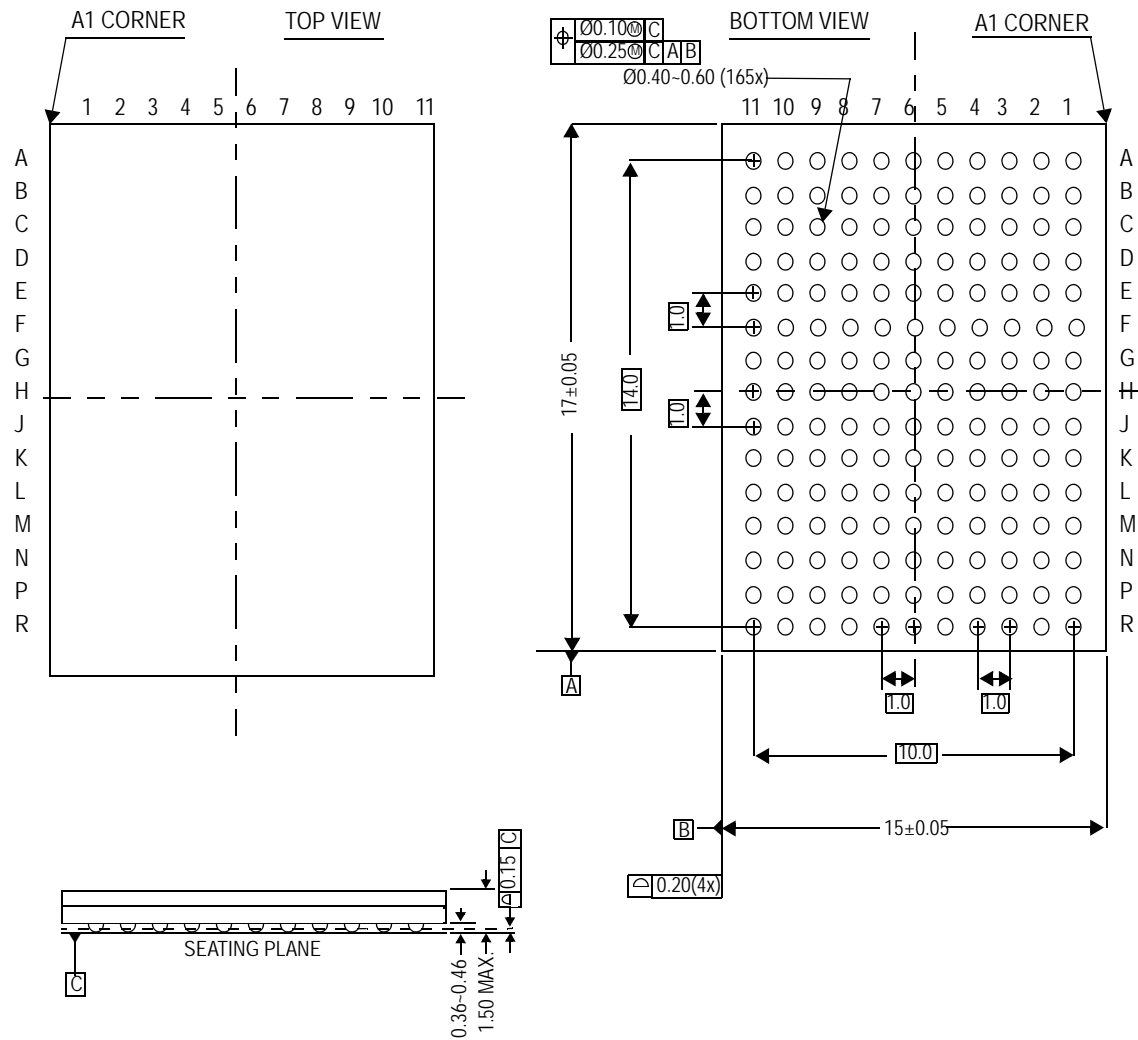 A1 CORNER
TOP VIEW
1 2 3 4 5 6 7 8 9 10 11
A
B
C
D
E
F
G
H
J
K
L
M
N
P
R
Ø0.10Ⓜ C
Ø0.25Ⓜ C A B
BOTTOM VIEW
A1 CORNER
Ø0.40~0.60 (165x)
11 10 9 8 7 6 5 4 3 2 1
A
B
C
D
E
F
G
H
J
K
L
M
N
P
R
1.0
1.0
14.0
17±0.05
A
1.0
1.0
10.0
B
15±0.05
0.20(4x)
0.15 C
SEATING PLANE
C
0.36~0.46
1.50 MAX.